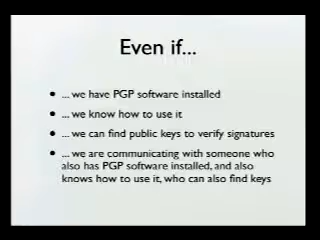 Even if...
• ... we have PGP software installed
• ... we know how to use it
• ... we can find public keys to verify signatures
• ... we are communicating with someone who
also has PGP software installed, and also
knows how to use it, who can also find keys